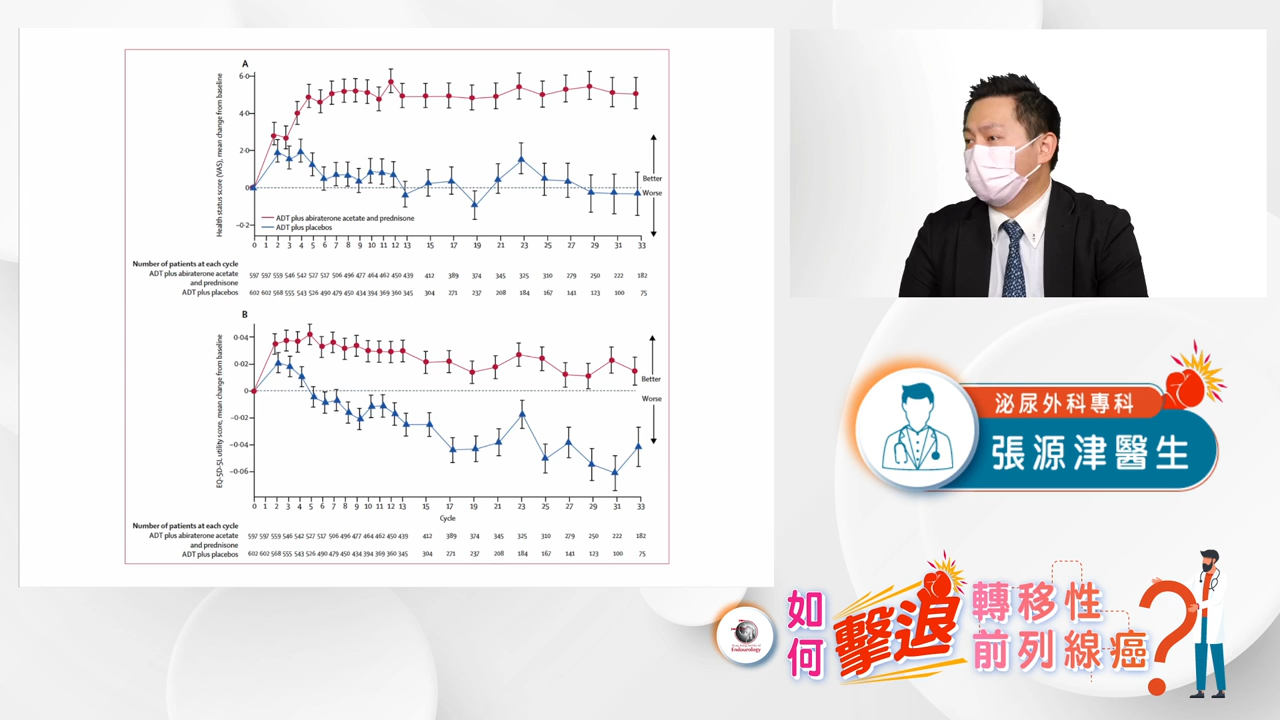 A
Health status score (VAS), mean change from baseline
6·0
4·0
2·0
0
–0·2
Better
Worse
ADT plus abiraterone acetate and prednisone
ADT plus placebos
0 1 2 3 4 5 6 7 8 9 10 11 12 13 15 17 19 21 23 25 27 29 31 33
Number of patients at each cycle
ADT plus abiraterone acetate and prednisone 597 597 559 546 542 527 517 506 496 477 464 462 450 439 412 389 374 345 325 310 279 250 222 182
ADT plus placebos 602 602 568 555 543 526 490 479 450 434 394 369 360 345 304 271 237 208 184 167 141 123 100 75
B
EQ-5D-5L utility score, mean change from baseline
0·04
0·02
0
–0·02
–0·04
–0·06
Better
Worse
0 1 2 3 4 5 6 7 8 9 10 11 12 13 15 17 19 21 23 25 27 29 31 33
Cycle
Number of patients at each cycle
ADT plus abiraterone acetate and prednisone 597 597 559 546 542 527 517 506 496 477 464 462 450 439 412 389 374 345 325 310 279 250 222 182
ADT plus placebos 602 602 568 555 543 526 490 479 450 434 394 369 360 345 304 271 237 208 184 167 141 123 100 75
泌尿外科專科
張源津醫生
如何擊退轉移性前列線癌?
Endourology